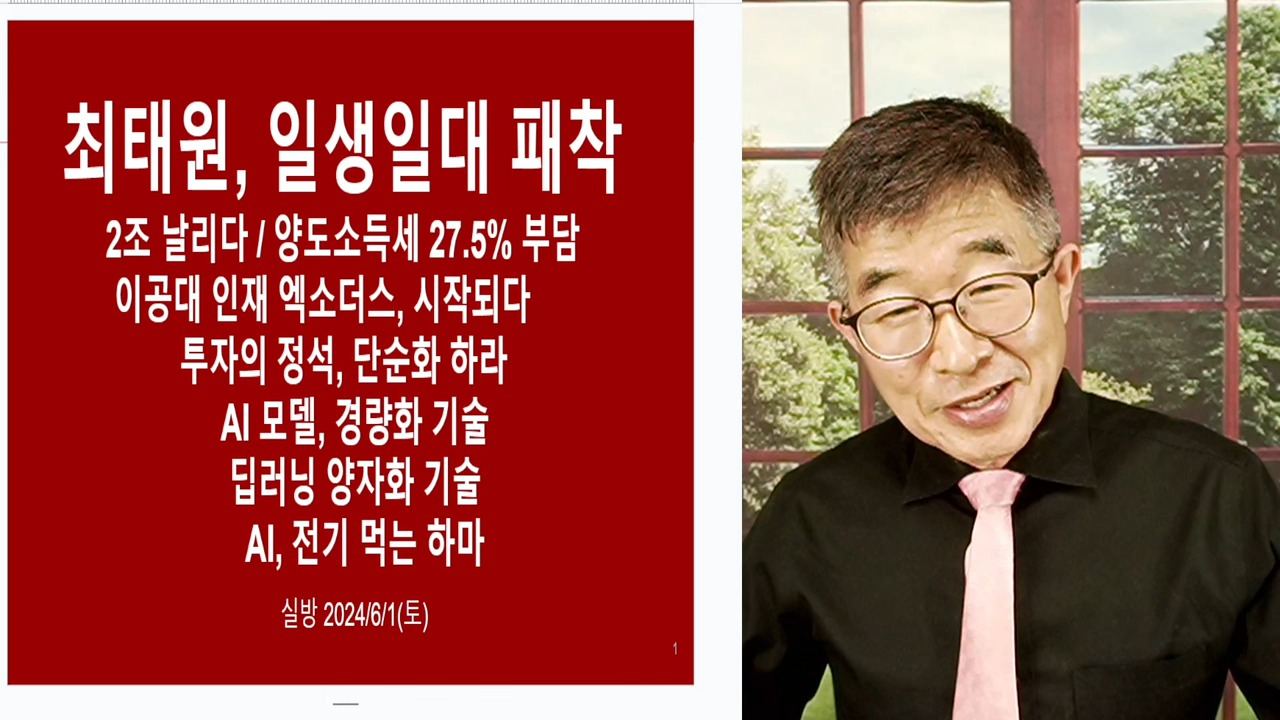 최태원, 일생일대 패착
2조 날리다 / 양도소득세 27.5% 부담
이공대 인재 엑소더스, 시작되다
투자의 정석, 단순화 하라
AI 모델, 경량화 기술
딥러닝 양자화 기술
AI, 전기 먹는 하마
실방 2024/6/1(토)
1